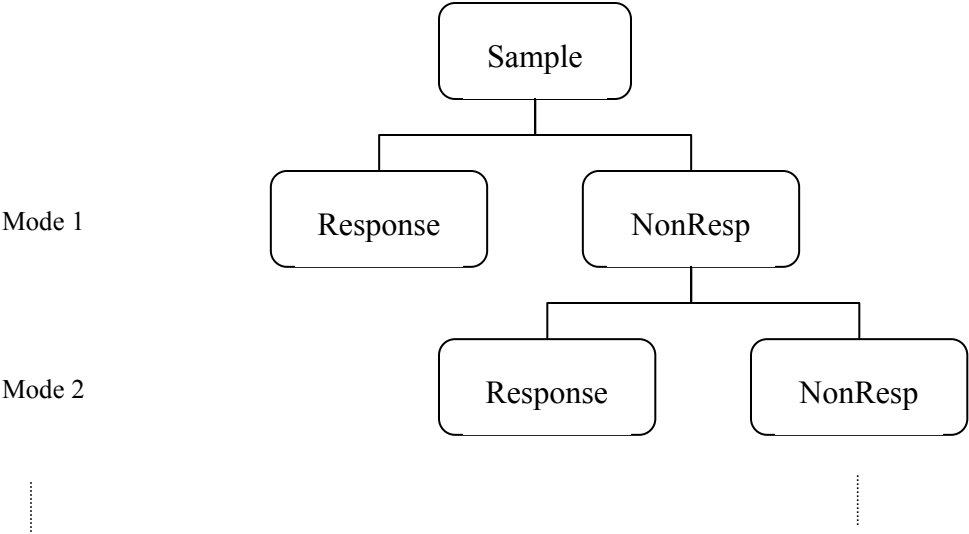 Sample
Mode 1
Response
NonResp
Mode 2
Response
NonResp